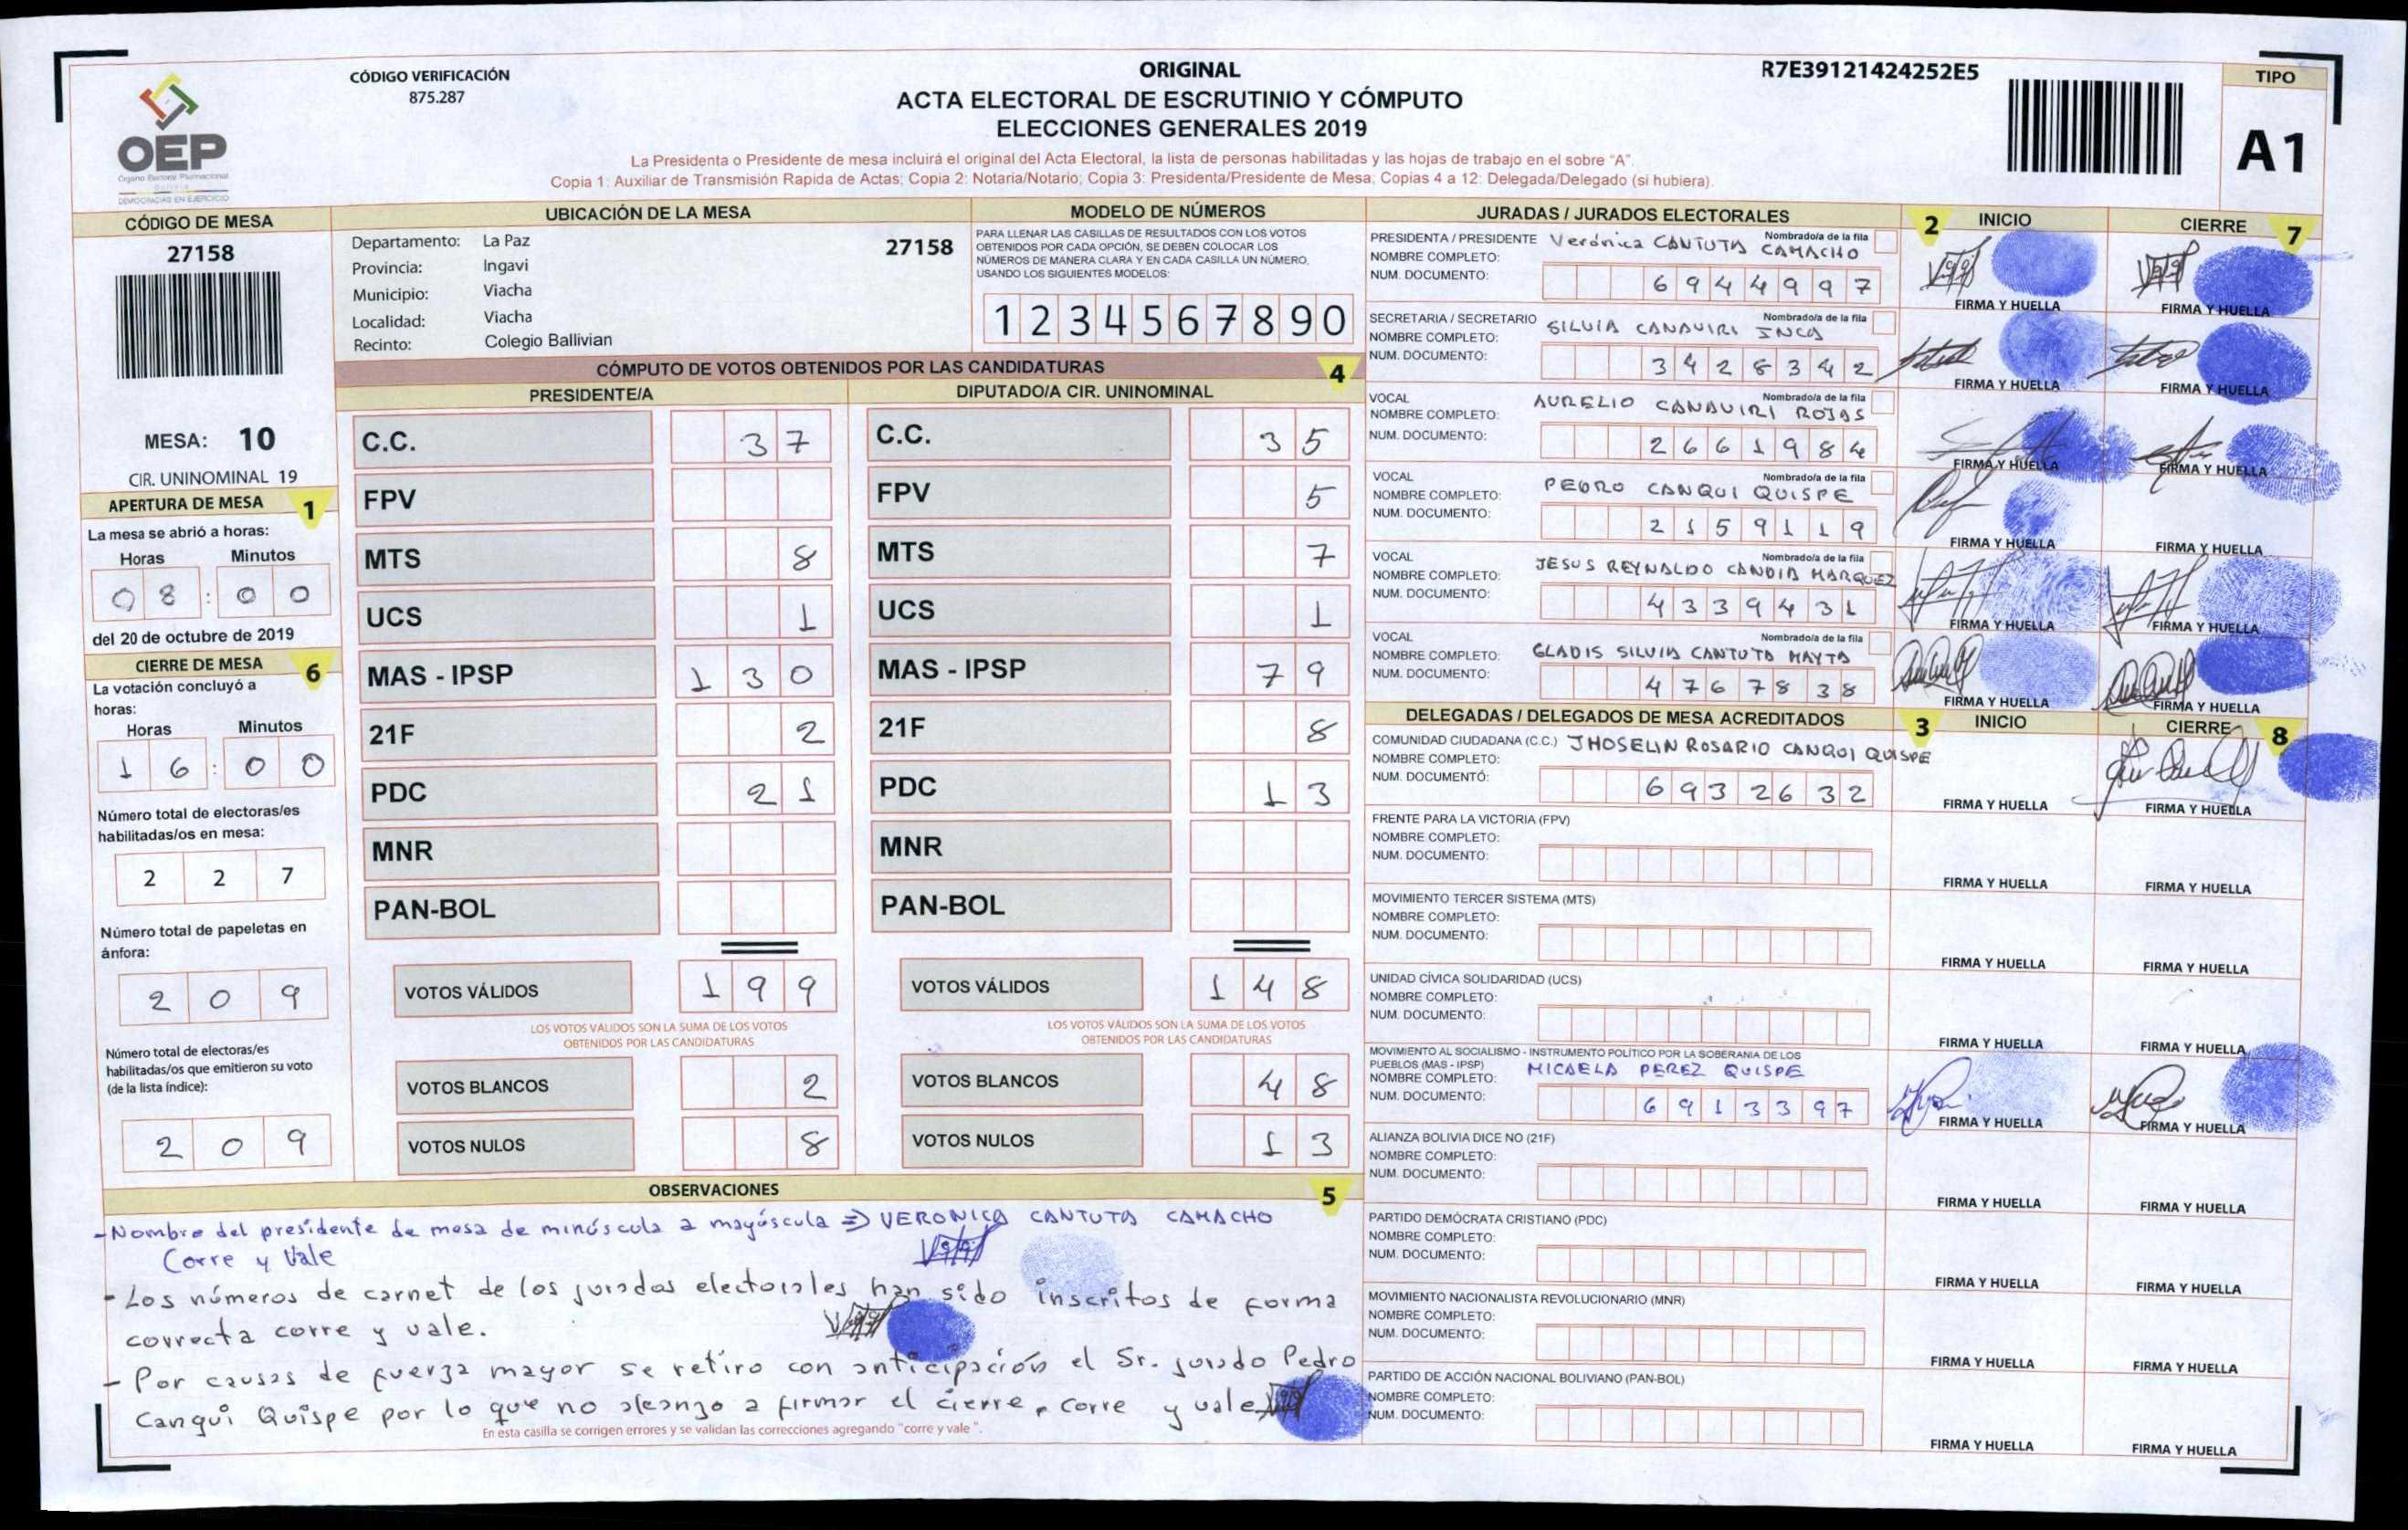 ORIGINAL
ACTA ELECTORAL DE ESCRUTINIO Y CÓMPUTO
ELECCIONES GENERALES 2019
La Presidenta o Presidente de mesa incluirá el original del Acta Electoral, la lista de personas habilitadas y las hojas de trabajo en el sobre "A".
Copia 1: Auxiliar de Transmisión Rapida de Actas; Copia 2: Notaria/Notario; Copia 3: Presidenta/Presidente de Mesa; Copias 4 a 12: Delegada/Delegado (si hubiera).
CÓDIGO VERIFICACIÓN
875.287
R7E39121424252E5
TIPO
A1
OEP
Órgano Electoral Plurinacional
DEMOCRACIAS EN EJERCICIO
CÓDIGO DE MESA
27158
MESA: 10
CIR. UNINOMINAL 19
APERTURA DE MESA 1
La mesa se abrió a horas:
Horas Minutos
08 : 00
del 20 de octubre de 2019
CIERRE DE MESA 6
La votación concluyó a
horas:
Horas Minutos
16 : 00
Número total de electoras/es
habilitadas/os en mesa:
227
Número total de papeletas en
ánfora:
209
Número total de electoras/es
habilitadas/os que emitieron su voto
(de la lista índice):
209
UBICACIÓN DE LA MESA
Departamento: La Paz
27158
Provincia: Ingavi
Municipio: Viacha
Localidad: Viacha
Recinto: Colegio Ballivian
MODELO DE NÚMEROS
PARA LLENAR LAS CASILLAS DE RESULTADOS CON LOS VOTOS
OBTENIDOS POR CADA OPCIÓN, SE DEBEN COLOCAR LOS
NÚMEROS DE MANERA CLARA Y EN CADA CASILLA UN NÚMERO,
USANDO LOS SIGUIENTES MODELOS:
1 2 3 4 5 6 7 8 9 0
CÓMPUTO DE VOTOS OBTENIDOS POR LAS CANDIDATURAS 4
PRESIDENTE/A
C.C. 37
FPV
MTS 8
UCS 1
MAS - IPSP 130
21F 2
PDC 21
MNR
PAN-BOL
VOTOS VÁLIDOS 199
LOS VOTOS VÁLIDOS SON LA SUMA DE LOS VOTOS
OBTENIDOS POR LAS CANDIDATURAS
VOTOS BLANCOS 2
VOTOS NULOS 8
DIPUTADO/A CIR. UNINOMINAL
C.C. 35
FPV 5
MTS 7
UCS 1
MAS - IPSP 79
21F 8
PDC 13
MNR
PAN-BOL
VOTOS VÁLIDOS 148
LOS VOTOS VÁLIDOS SON LA SUMA DE LOS VOTOS
OBTENIDOS POR LAS CANDIDATURAS
VOTOS BLANCOS 48
VOTOS NULOS 13
OBSERVACIONES 5
- Nombre del presidente de mesa de minúscula a mayúscula => VERONICA CANTUTA CAMACHO
Corre y Vale
- Los números de carnet de los jurados electorales han sido inscritos de forma
correcta corre y vale.
- Por causas de fuerza mayor se retiro con anticipación el Sr. jurado Pedro
Canqui Quispe por lo que no alcanzo a firmar el cierre, corre y vale
En esta casilla se corrigen errores y se validan las correcciones agregando "corre y vale".
JURADAS / JURADOS ELECTORALES 2 INICIO CIERRE 7
PRESIDENTA / PRESIDENTE Verónica CANTUTA Nombrado/a de la fila
NOMBRE COMPLETO: CAMACHO
NUM. DOCUMENTO: 6944997
FIRMA Y HUELLA FIRMA Y HUELLA
SECRETARIA / SECRETARIO Nombrado/a de la fila
NOMBRE COMPLETO: SILVIA CANAVIRI INCA
NUM. DOCUMENTO: 3428342
FIRMA Y HUELLA FIRMA Y HUELLA
VOCAL Nombrado/a de la fila
NOMBRE COMPLETO: AURELIO CANAVIRI ROJAS
NUM. DOCUMENTO: 2661984
FIRMA Y HUELLA FIRMA Y HUELLA
VOCAL Nombrado/a de la fila
NOMBRE COMPLETO: PEDRO CANQUI QUISPE
NUM. DOCUMENTO: 2159119
FIRMA Y HUELLA FIRMA Y HUELLA
VOCAL Nombrado/a de la fila
NOMBRE COMPLETO: JESUS REYNALDO CANDIA MARQUEZ
NUM. DOCUMENTO: 4339431
FIRMA Y HUELLA FIRMA Y HUELLA
VOCAL Nombrado/a de la fila
NOMBRE COMPLETO: GLADIS SILVIA CANTUTA MAYTA
NUM. DOCUMENTO: 4767838
FIRMA Y HUELLA FIRMA Y HUELLA
DELEGADAS / DELEGADOS DE MESA ACREDITADOS 3 INICIO CIERRE 8
COMUNIDAD CIUDADANA (C.C.) JHOSELIN ROSARIO CANQUI QUISPE
NOMBRE COMPLETO:
NUM. DOCUMENTO: 6932632
FIRMA Y HUELLA FIRMA Y HUELLA
FRENTE PARA LA VICTORIA (FPV)
NOMBRE COMPLETO:
NUM. DOCUMENTO:
FIRMA Y HUELLA FIRMA Y HUELLA
MOVIMIENTO TERCER SISTEMA (MTS)
NOMBRE COMPLETO:
NUM. DOCUMENTO:
FIRMA Y HUELLA FIRMA Y HUELLA
UNIDAD CÍVICA SOLIDARIDAD (UCS)
NOMBRE COMPLETO:
NUM. DOCUMENTO:
FIRMA Y HUELLA FIRMA Y HUELLA
MOVIMIENTO AL SOCIALISMO - INSTRUMENTO POLÍTICO POR LA SOBERANIA DE LOS
PUEBLOS (MAS - IPSP)
NOMBRE COMPLETO: MICAELA PEREZ QUISPE
NUM. DOCUMENTO: 6913397
FIRMA Y HUELLA FIRMA Y HUELLA
ALIANZA BOLIVIA DICE NO (21F)
NOMBRE COMPLETO:
NUM. DOCUMENTO:
FIRMA Y HUELLA FIRMA Y HUELLA
PARTIDO DEMÓCRATA CRISTIANO (PDC)
NOMBRE COMPLETO:
NUM. DOCUMENTO:
FIRMA Y HUELLA FIRMA Y HUELLA
MOVIMIENTO NACIONALISTA REVOLUCIONARIO (MNR)
NOMBRE COMPLETO:
NUM. DOCUMENTO:
FIRMA Y HUELLA FIRMA Y HUELLA
PARTIDO DE ACCIÓN NACIONAL BOLIVIANO (PAN-BOL)
NOMBRE COMPLETO:
NUM. DOCUMENTO:
FIRMA Y HUELLA FIRMA Y HUELLA